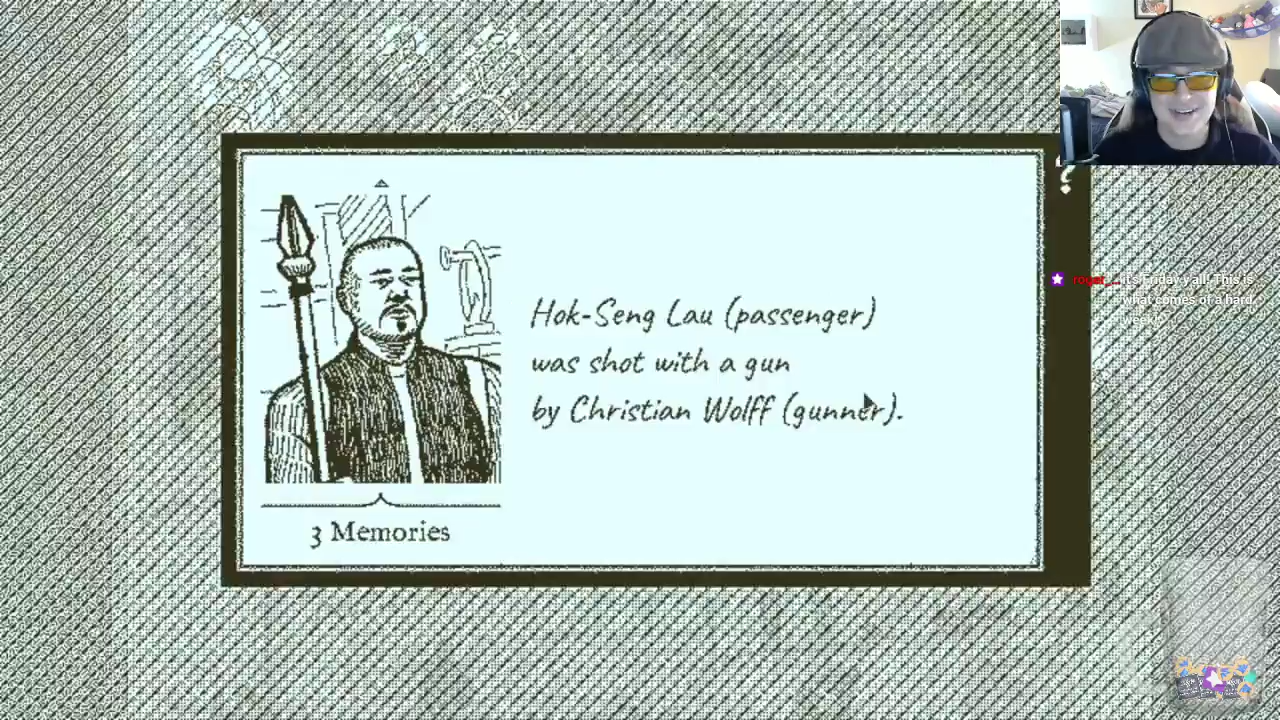 Hok-Seng Lau (passenger)
was shot with a gun
by Christian Wolff (gunner).
3 Memories
?
It's Friday y'all! This is
what comes of a hard.